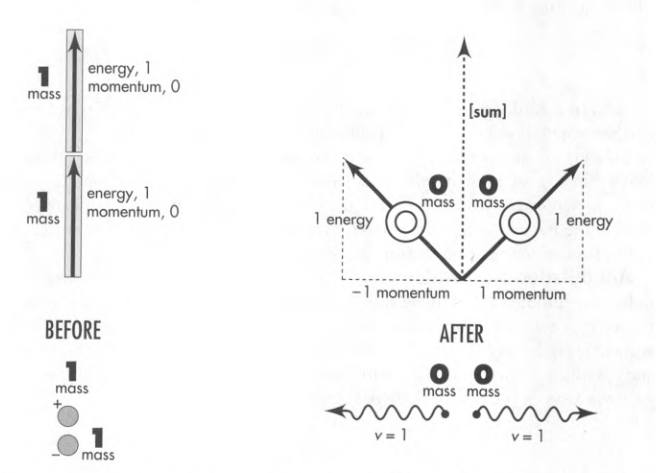 1
mass
energy, 1
momentum, 0
1
mass
energy, 1
momentum, 0
[sum]
0
mass
0
mass
1 energy
1 energy
−1 momentum
1 momentum
BEFORE
AFTER
1
mass
+
−
1
mass
0
mass
0
mass
v = 1
v = 1